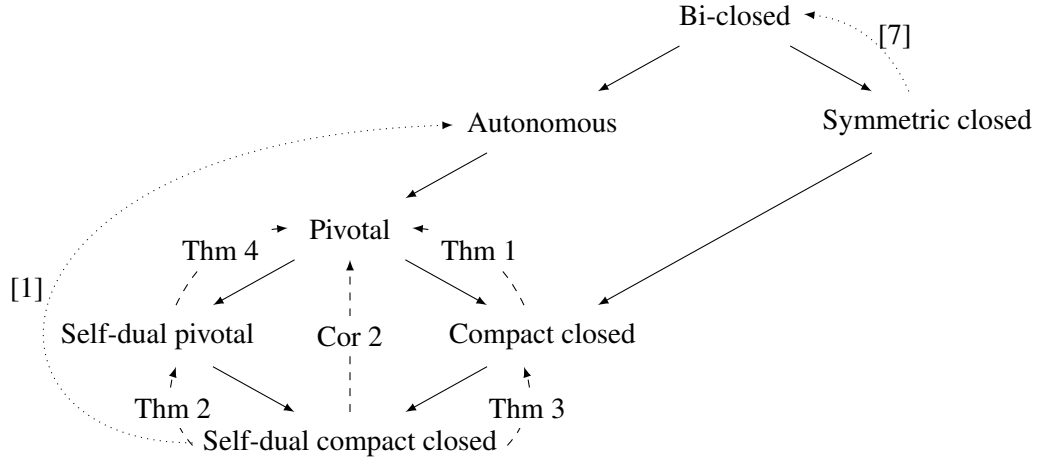 Bi-closed
[7]
Autonomous
Symmetric closed
Pivotal
Thm 4
Thm 1
[1]
Self-dual pivotal
Cor 2
Compact closed
Thm 2
Thm 3
Self-dual compact closed